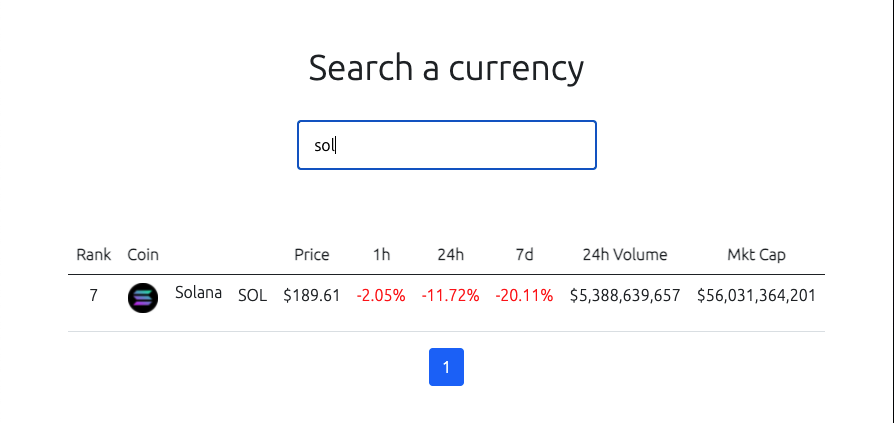 Search a currency
sol
Rank Coin Price 1h 24h 7d 24h Volume Mkt Cap
7 Solana SOL $189.61 -2.05% -11.72% -20.11% $5,388,639,657 $56,031,364,201
1